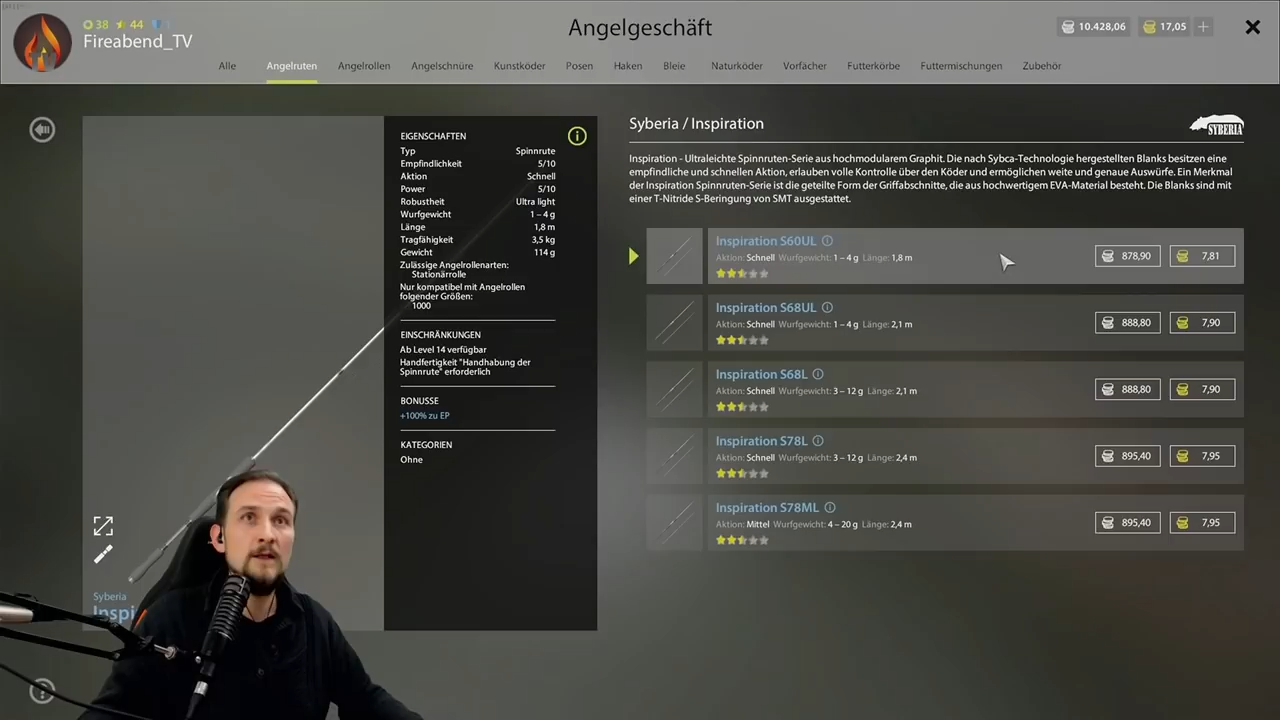 38 44
Fireabend_TV
Angelgeschäft
10.428,06 17,05
Alle Angelruten Angelrollen Angelschnüre Kunstköder Posen Haken Bleie Naturköder Vorfächer Futterkörbe Futtermischungen Zubehör
EIGENSCHAFTEN
Typ Spinnrute
Empfindlichkeit 5/10
Aktion Schnell
Power 5/10
Robustheit Ultra light
Wurfgewicht 1 – 4 g
Länge 1,8 m
Tragfähigkeit 3,5 kg
Gewicht 114 g
Zulässige Angelrollenarten:
Stationärrolle
Nur kompatibel mit Angelrollen
folgender Größen:
1000
EINSCHRÄNKUNGEN
Ab Level 14 verfügbar
Handfertigkeit "Handhabung der
Spinnrute" erforderlich
BONUSSE
+100% zu EP
KATEGORIEN
Ohne
Syberia
Inspi
Syberia / Inspiration
SYBERIA
Inspiration - Ultraleichte Spinnruten-Serie aus hochmodularem Graphit. Die nach Sybca-Technologie hergestellten Blanks besitzen eine
empfindliche und schnellen Aktion, erlauben volle Kontrolle über den Köder und ermöglichen weite und genaue Auswürfe. Ein Merkmal
der Inspiration Spinnruten-Serie ist die geteilte Form der Griffabschnitte, die aus hochwertigem EVA-Material besteht. Die Blanks sind mit
einer T-Nitride S-Beringung von SMT ausgestattet.
Inspiration S60UL
Aktion: Schnell Wurfgewicht: 1 – 4 g Länge: 1,8 m
878,90 7,81
Inspiration S68UL
Aktion: Schnell Wurfgewicht: 1 – 4 g Länge: 2,1 m
888,80 7,90
Inspiration S68L
Aktion: Schnell Wurfgewicht: 3 – 12 g Länge: 2,1 m
888,80 7,90
Inspiration S78L
Aktion: Schnell Wurfgewicht: 3 – 12 g Länge: 2,4 m
895,40 7,95
Inspiration S78ML
Aktion: Mittel Wurfgewicht: 4 – 20 g Länge: 2,4 m
895,40 7,95